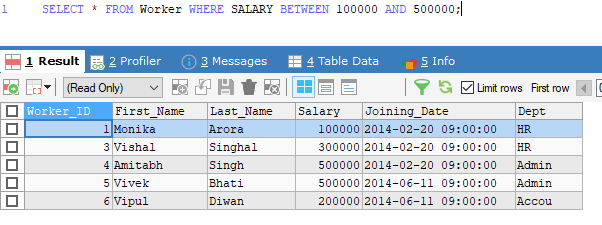 1 SELECT * FROM Worker WHERE SALARY BETWEEN 100000 AND 500000;
1 Result 2 Profiler 3 Messages 4 Table Data 5 Info
(Read Only) Limit rows First row
Worker_ID First_Name Last_Name Salary Joining_Date Dept
1 Monika Arora 100000 2014-02-20 09:00:00 HR
3 Vishal Singhal 300000 2014-02-20 09:00:00 HR
4 Amitabh Singh 500000 2014-02-20 09:00:00 Admin
5 Vivek Bhati 500000 2014-06-11 09:00:00 Admin
6 Vipul Diwan 200000 2014-06-11 09:00:00 Accou